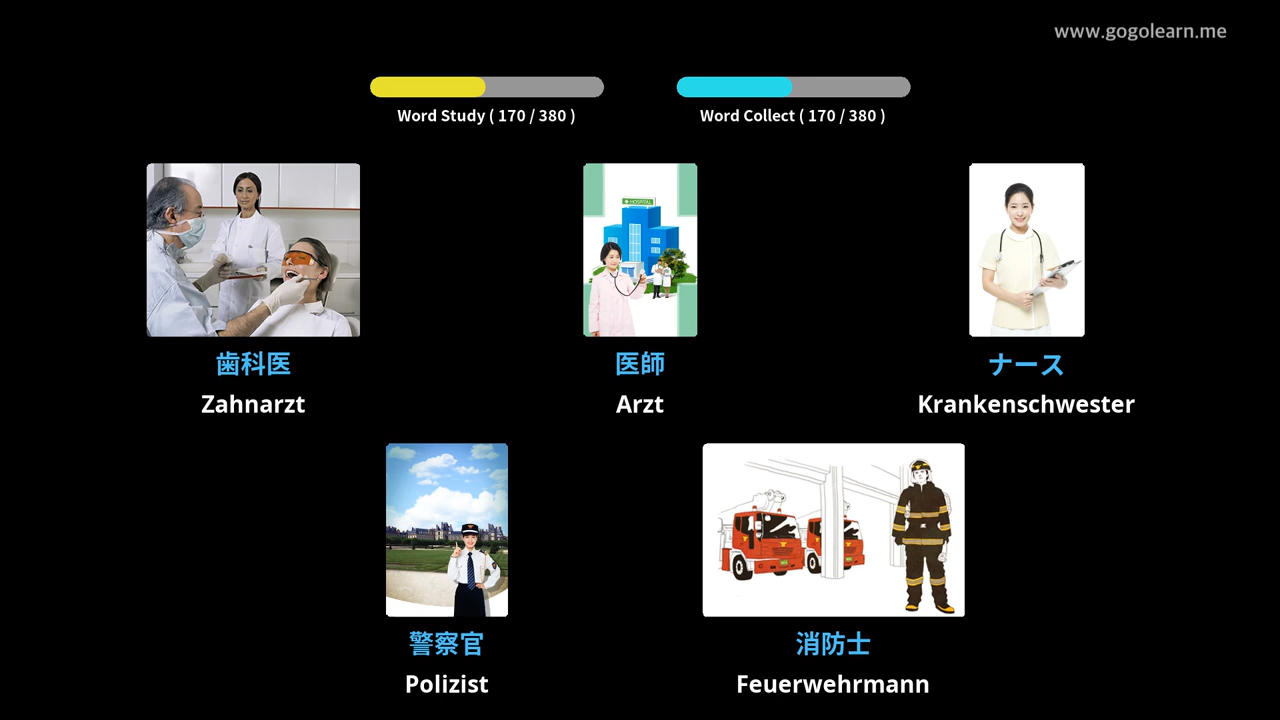 www.gogolearn.me
Word Study ( 170 / 380 )
Word Collect ( 170 / 380 )
HOSPITAL
歯科医
Zahnarzt
医師
Arzt
ナース
Krankenschwester
警察官
Polizist
消防士
Feuerwehrmann